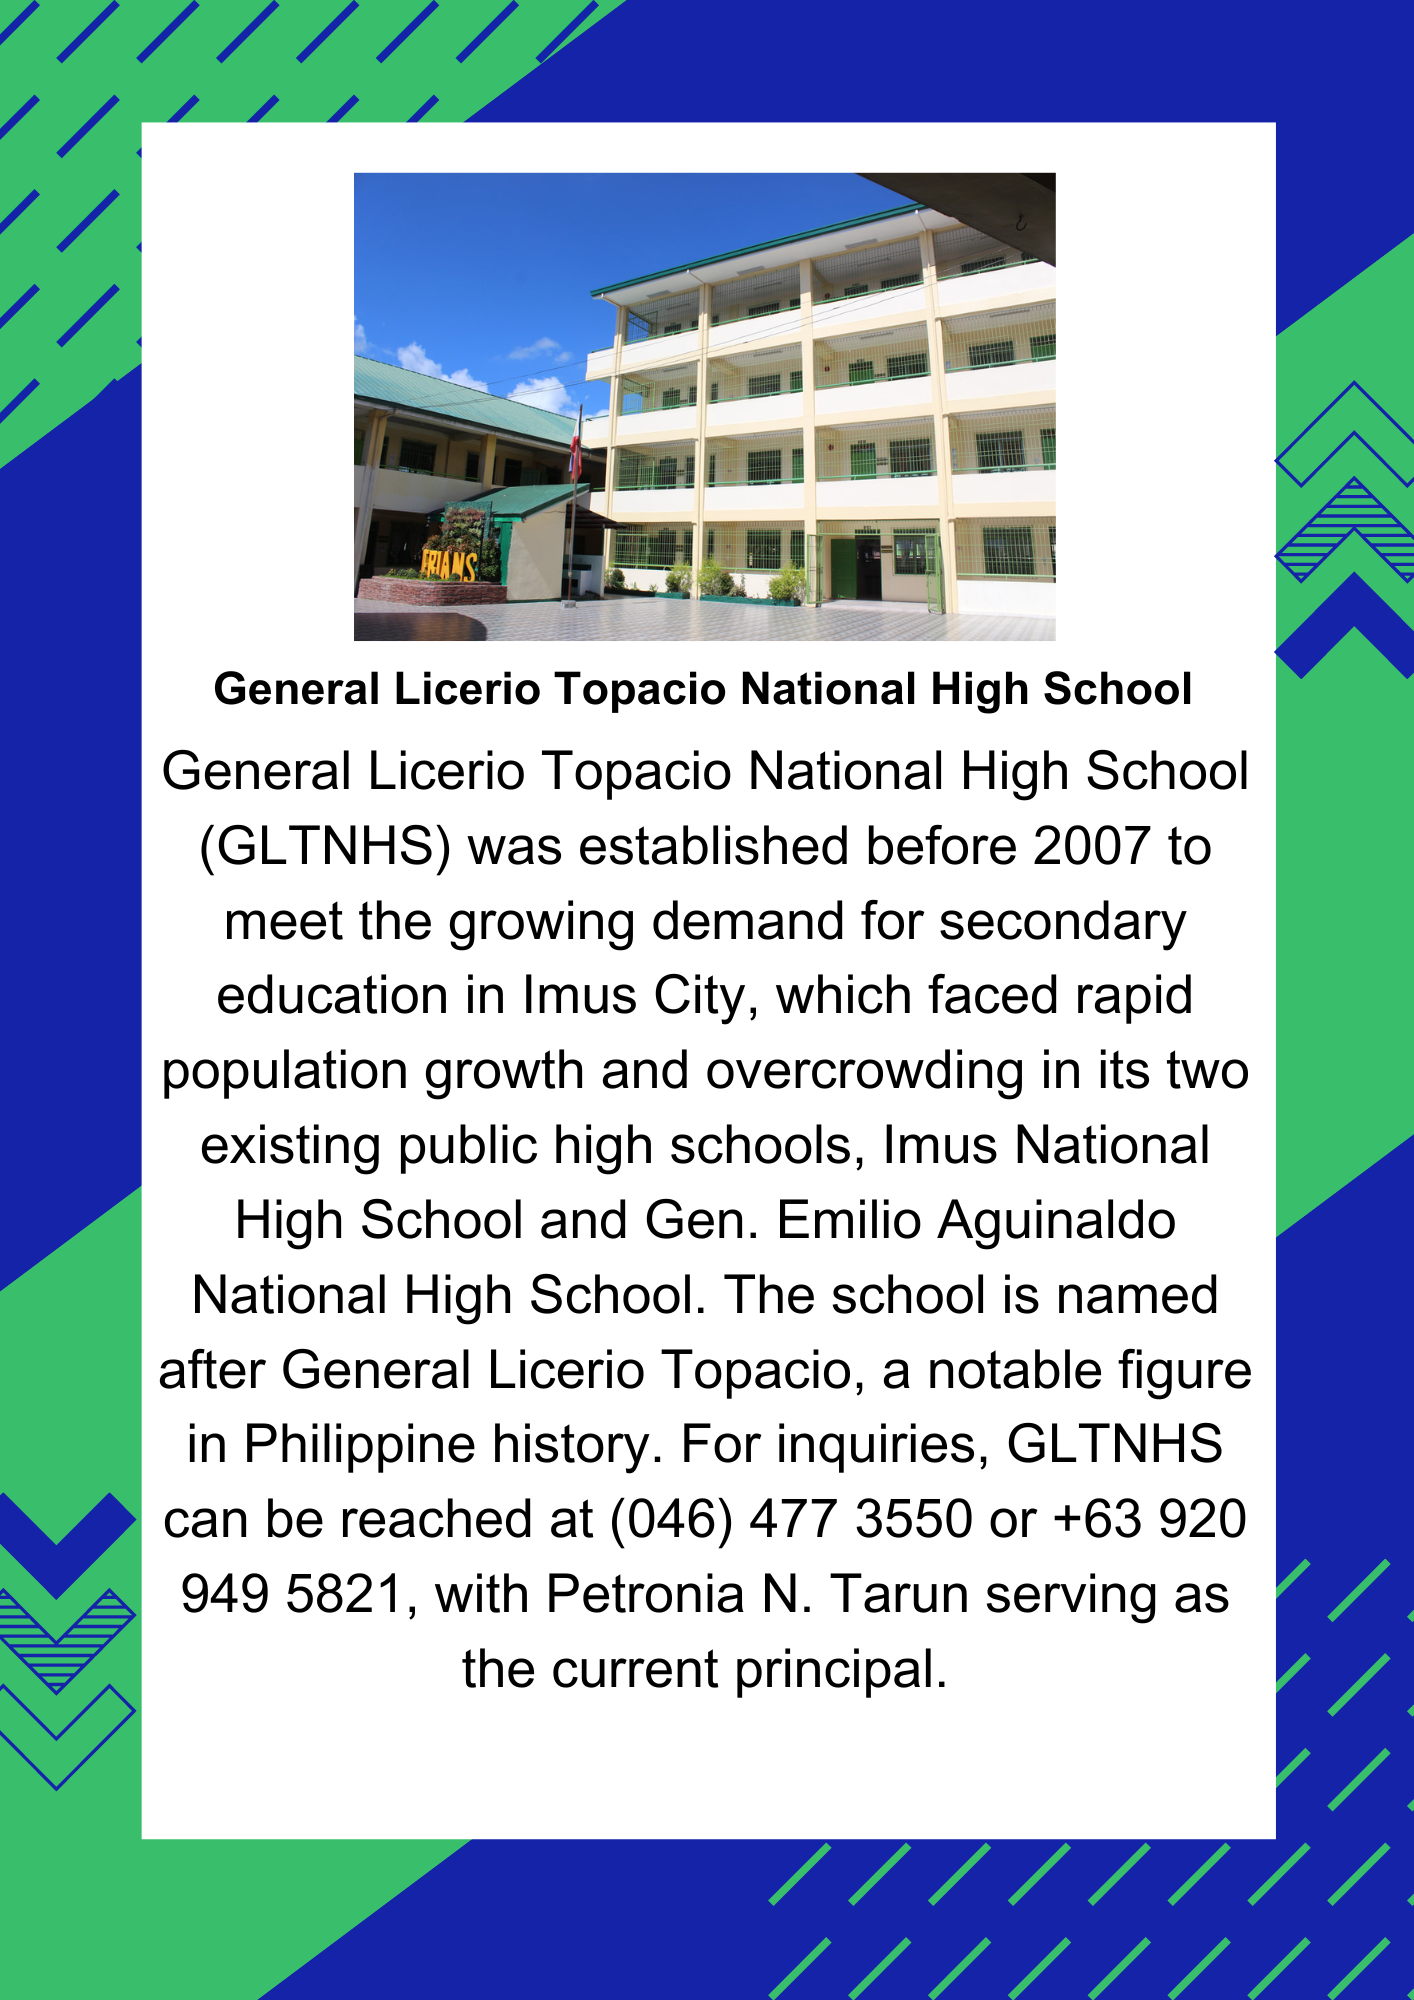 ERIANS
General Licerio Topacio National High School
General Licerio Topacio National High School
(GLTNHS) was established before 2007 to
meet the growing demand for secondary
education in Imus City, which faced rapid
population growth and overcrowding in its two
existing public high schools, Imus National
High School and Gen. Emilio Aguinaldo
National High School. The school is named
after General Licerio Topacio, a notable figure
in Philippine history. For inquiries, GLTNHS
can be reached at (046) 477 3550 or +63 920
949 5821, with Petronia N. Tarun serving as
the current principal.